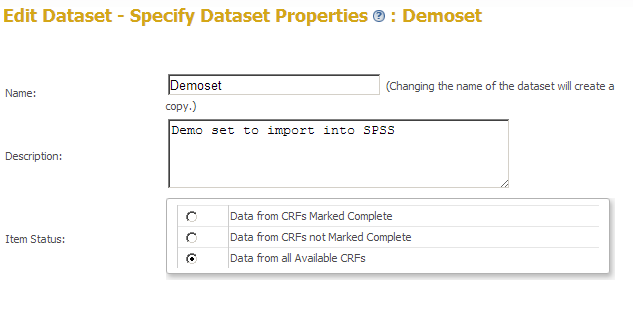 Edit Dataset - Specify Dataset Properties ? : Demoset
Name:
Demoset
(Changing the name of the dataset will create a
copy.)
Description:
Demo set to import into SPSS
Item Status:
Data from CRFs Marked Complete
Data from CRFs not Marked Complete
Data from all Available CRFs